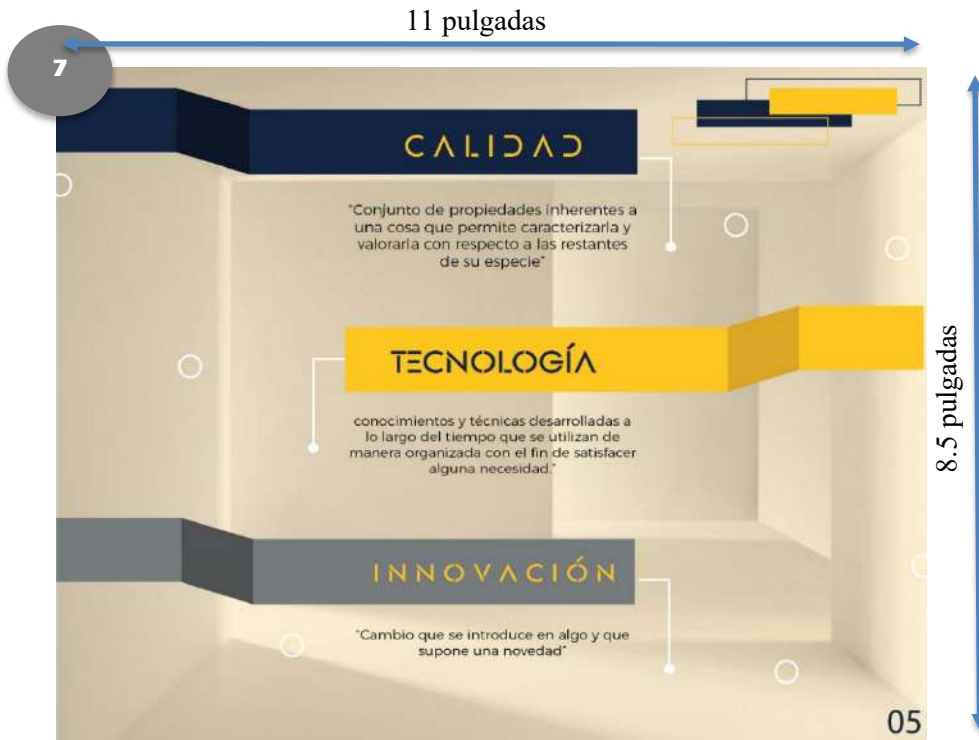 11 pulgadas
7
CALIDAD
"Conjunto de propiedades inherentes a
una cosa que permite caracterizarla y
valorarla con respecto a las restantes
de su especie"
TECNOLOGÍA
conocimientos y técnicas desarrolladas a
lo largo del tiempo que se utilizan de
manera organizada con el fin de satisfacer
alguna necesidad."
8.5 pulgadas
INNOVACIÓN
"Cambio que se introduce en algo y que
supone una novedad"
05